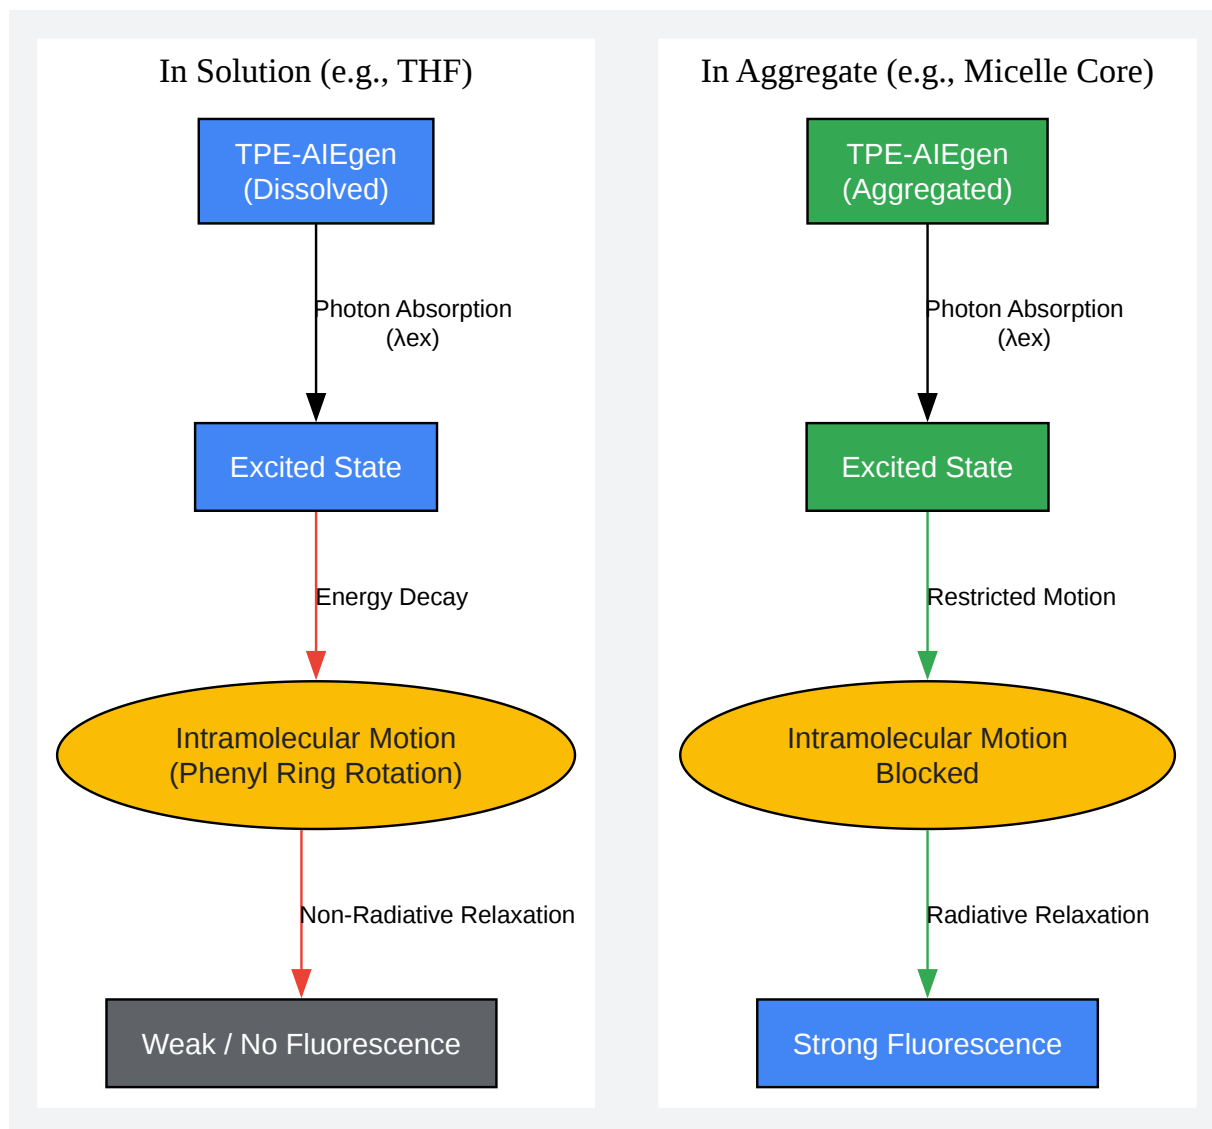 In Solution (e.g., THF)
TPE-AIEgen
(Dissolved)
Photon Absorption
(λex)
Excited State
Energy Decay
Intramolecular Motion
(Phenyl Ring Rotation)
Non-Radiative Relaxation
Weak / No Fluorescence
In Aggregate (e.g., Micelle Core)
TPE-AIEgen
(Aggregated)
Photon Absorption
(λex)
Excited State
Restricted Motion
Intramolecular Motion
Blocked
Radiative Relaxation
Strong Fluorescence